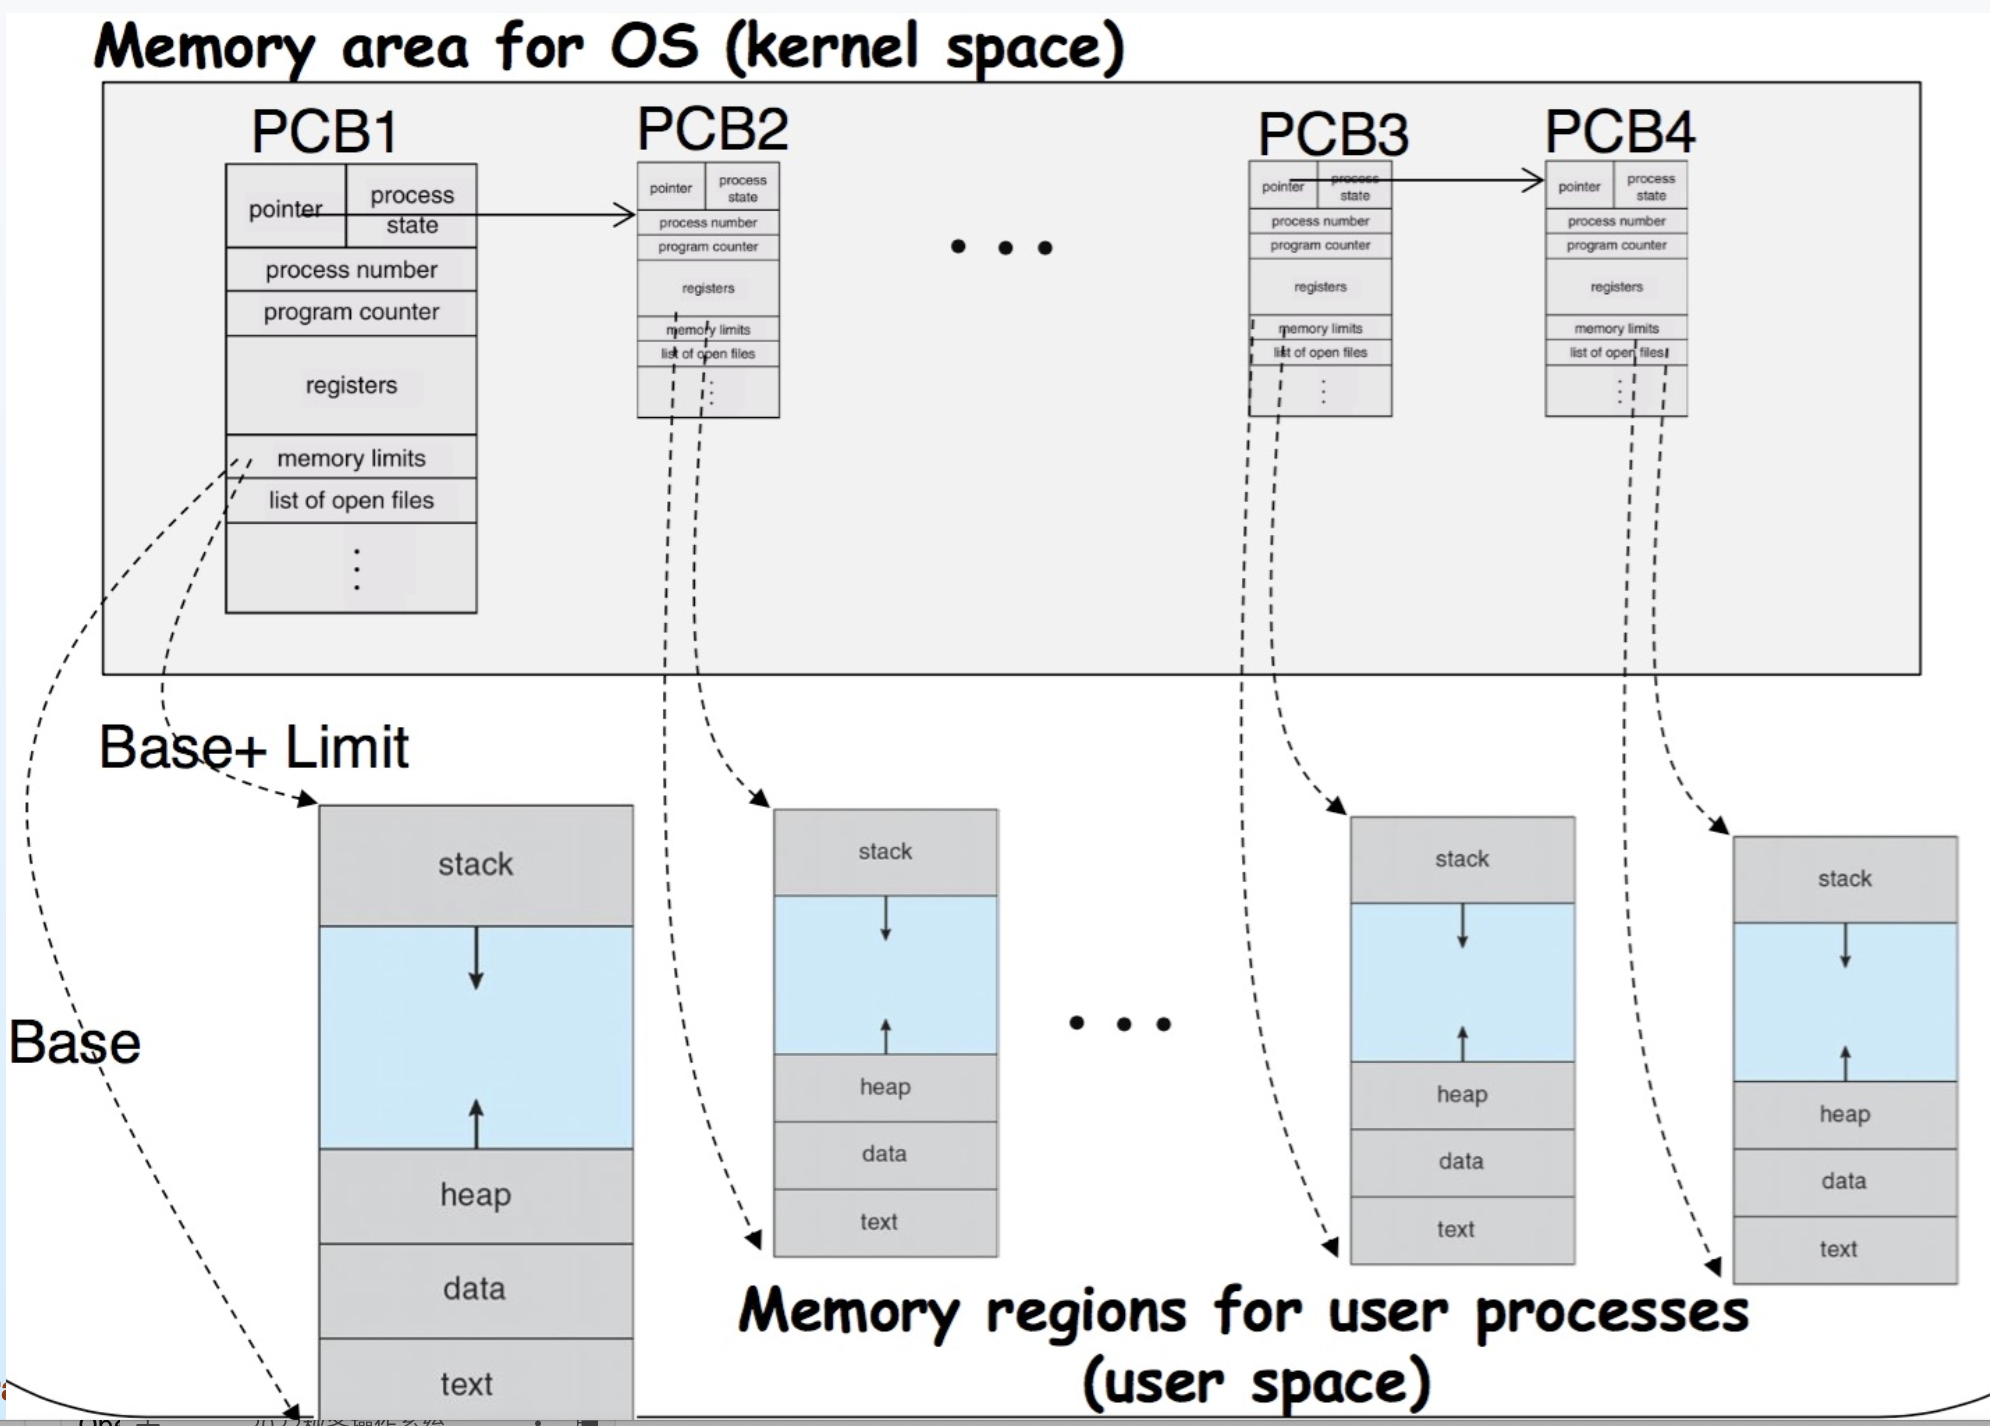 Memory area for OS (kernel space)
PCB1
pointer
process
state
process number
program counter
registers
memory limits
list of open files
PCB2
pointer
process
state
process number
program counter
registers
memory limits
list of open files
PCB3
pointer
process
state
process number
program counter
registers
memory limits
list of open files
PCB4
pointer
process
state
process number
program counter
registers
memory limits
list of open files
Base+ Limit
Base
stack
heap
data
text
stack
heap
data
text
stack
heap
data
text
stack
heap
data
text
Memory regions for user processes
(user space)